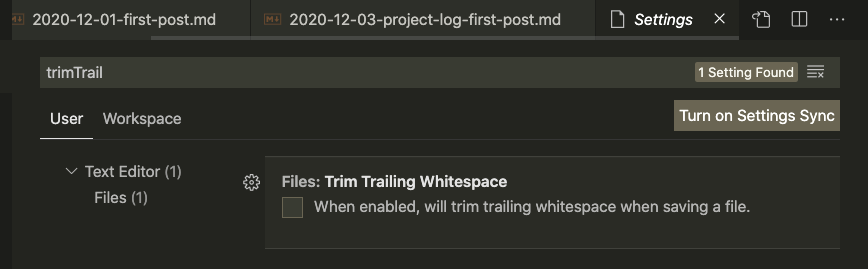 2020-12-01-first-post.md
2020-12-03-project-log-first-post.md
Settings
trimTrail
1 Setting Found
User
Workspace
Turn on Settings Sync
Text Editor (1)
Files (1)
Files: Trim Trailing Whitespace
When enabled, will trim trailing whitespace when saving a file.